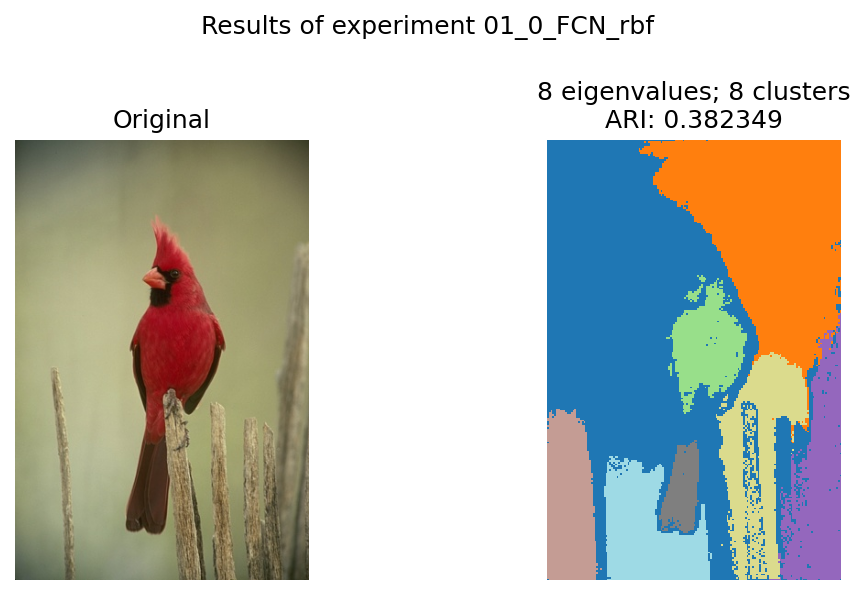 Results of experiment 01_0_FCN_rbf
Original
8 eigenvalues; 8 clusters
ARI: 0.382349